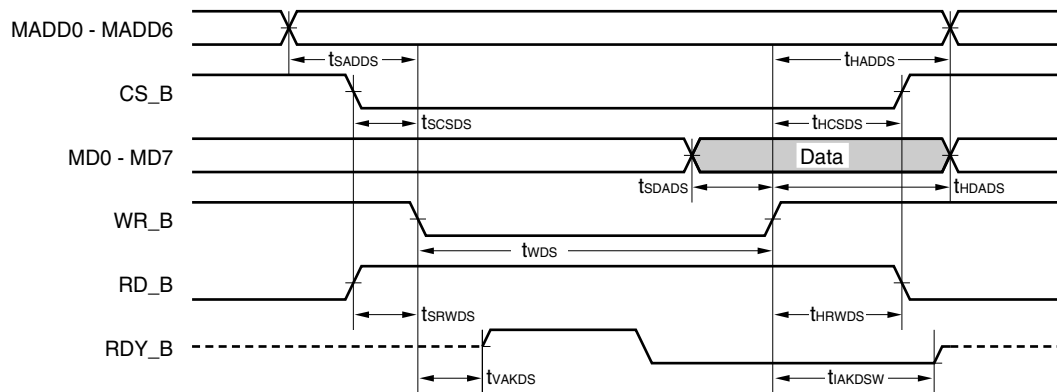 MADD0 - MADD6
tSADDS tHADDS
CS_B
tSCSDS tHCSDS
MD0 - MD7 Data
tSDADS tHDADS
WR_B
tWDS
RD_B
tSRWDS tHRWDS
RDY_B
tVAKDS tIAKDSW